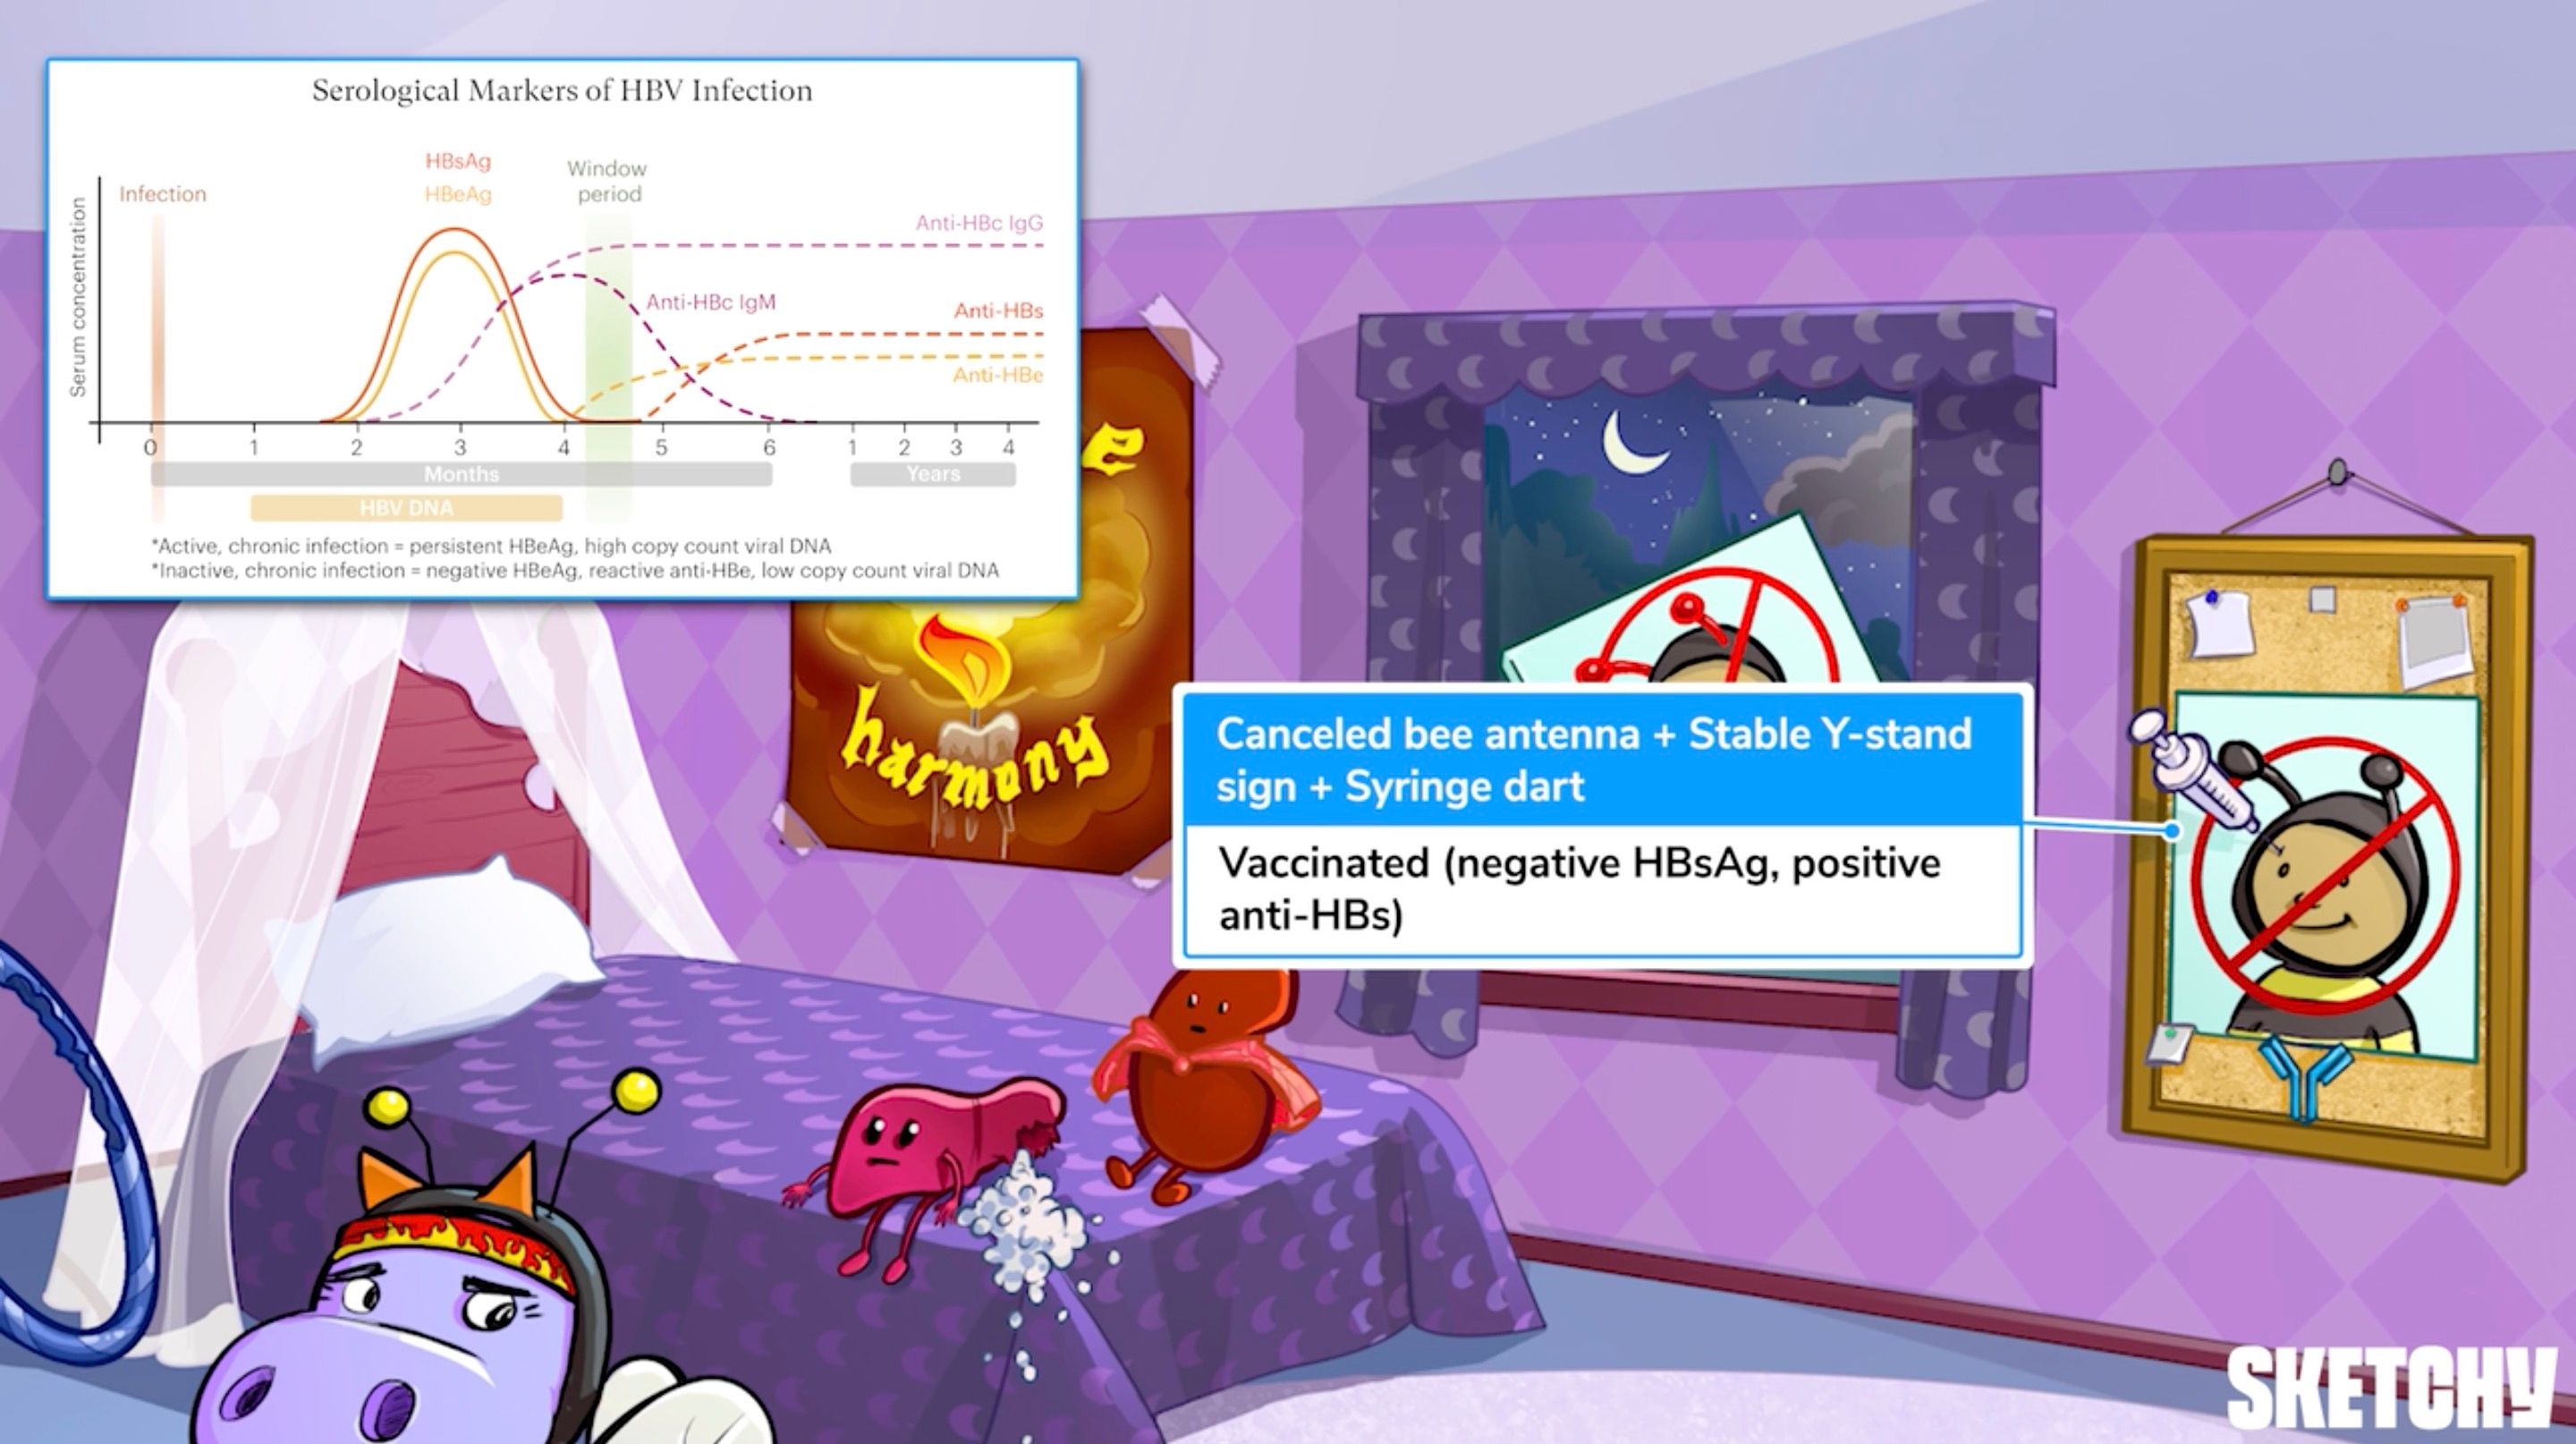 Serological Markers of HBV Infection
HBsAg
HBeAg
Window
period
Infection
Anti-HBc IgG
Anti-HBc IgM
Anti-HBs
Anti-HBe
Serum concentration
0 1 2 3 4 5 6 1 2 3 4
Months
Years
HBV DNA
*Active, chronic infection = persistent HBeAg, high copy count viral DNA
*Inactive, chronic infection = negative HBeAg, reactive anti-HBe, low copy count viral DNA
e
harmony
Canceled bee antenna + Stable Y-stand
sign + Syringe dart
Vaccinated (negative HBsAg, positive
anti-HBs)
SKETCHY